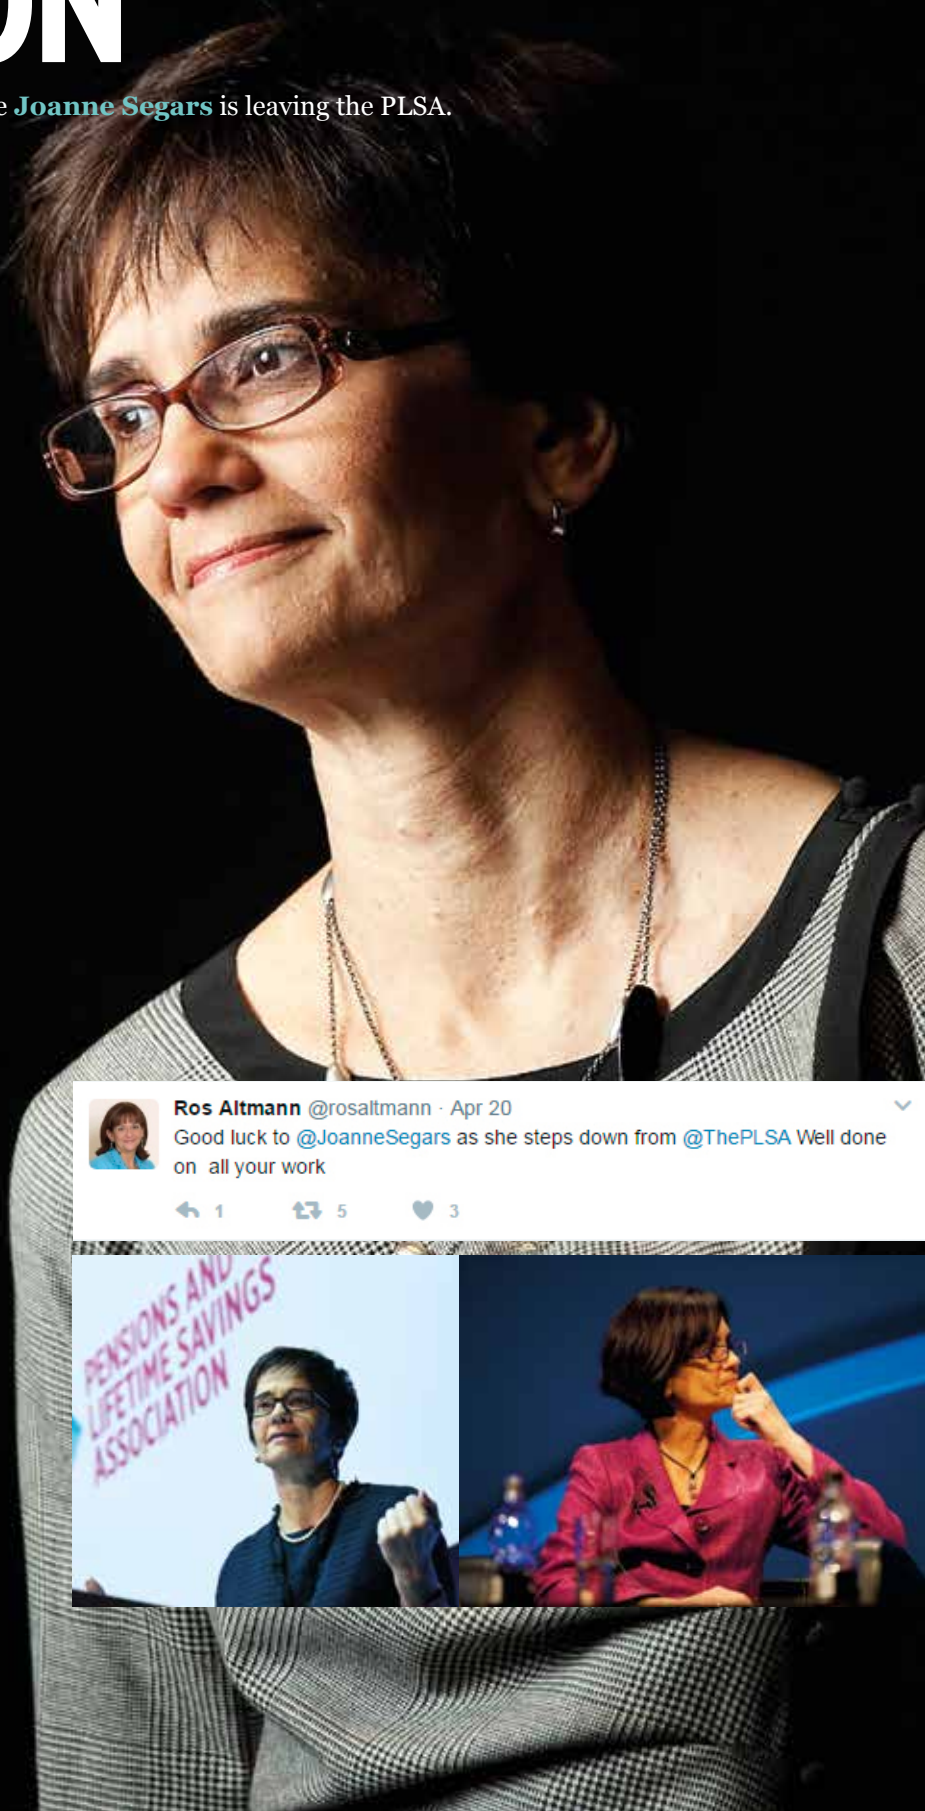 ON
e Joanne Segars is leaving the PLSA.
Ros Altmann @rosaltmann · Apr 20
Good luck to @JoanneSegars as she steps down from @ThePLSA Well done
on all your work
1 5 3
PENSIONS AND
LIFETIME SAVINGS
ASSOCIATION